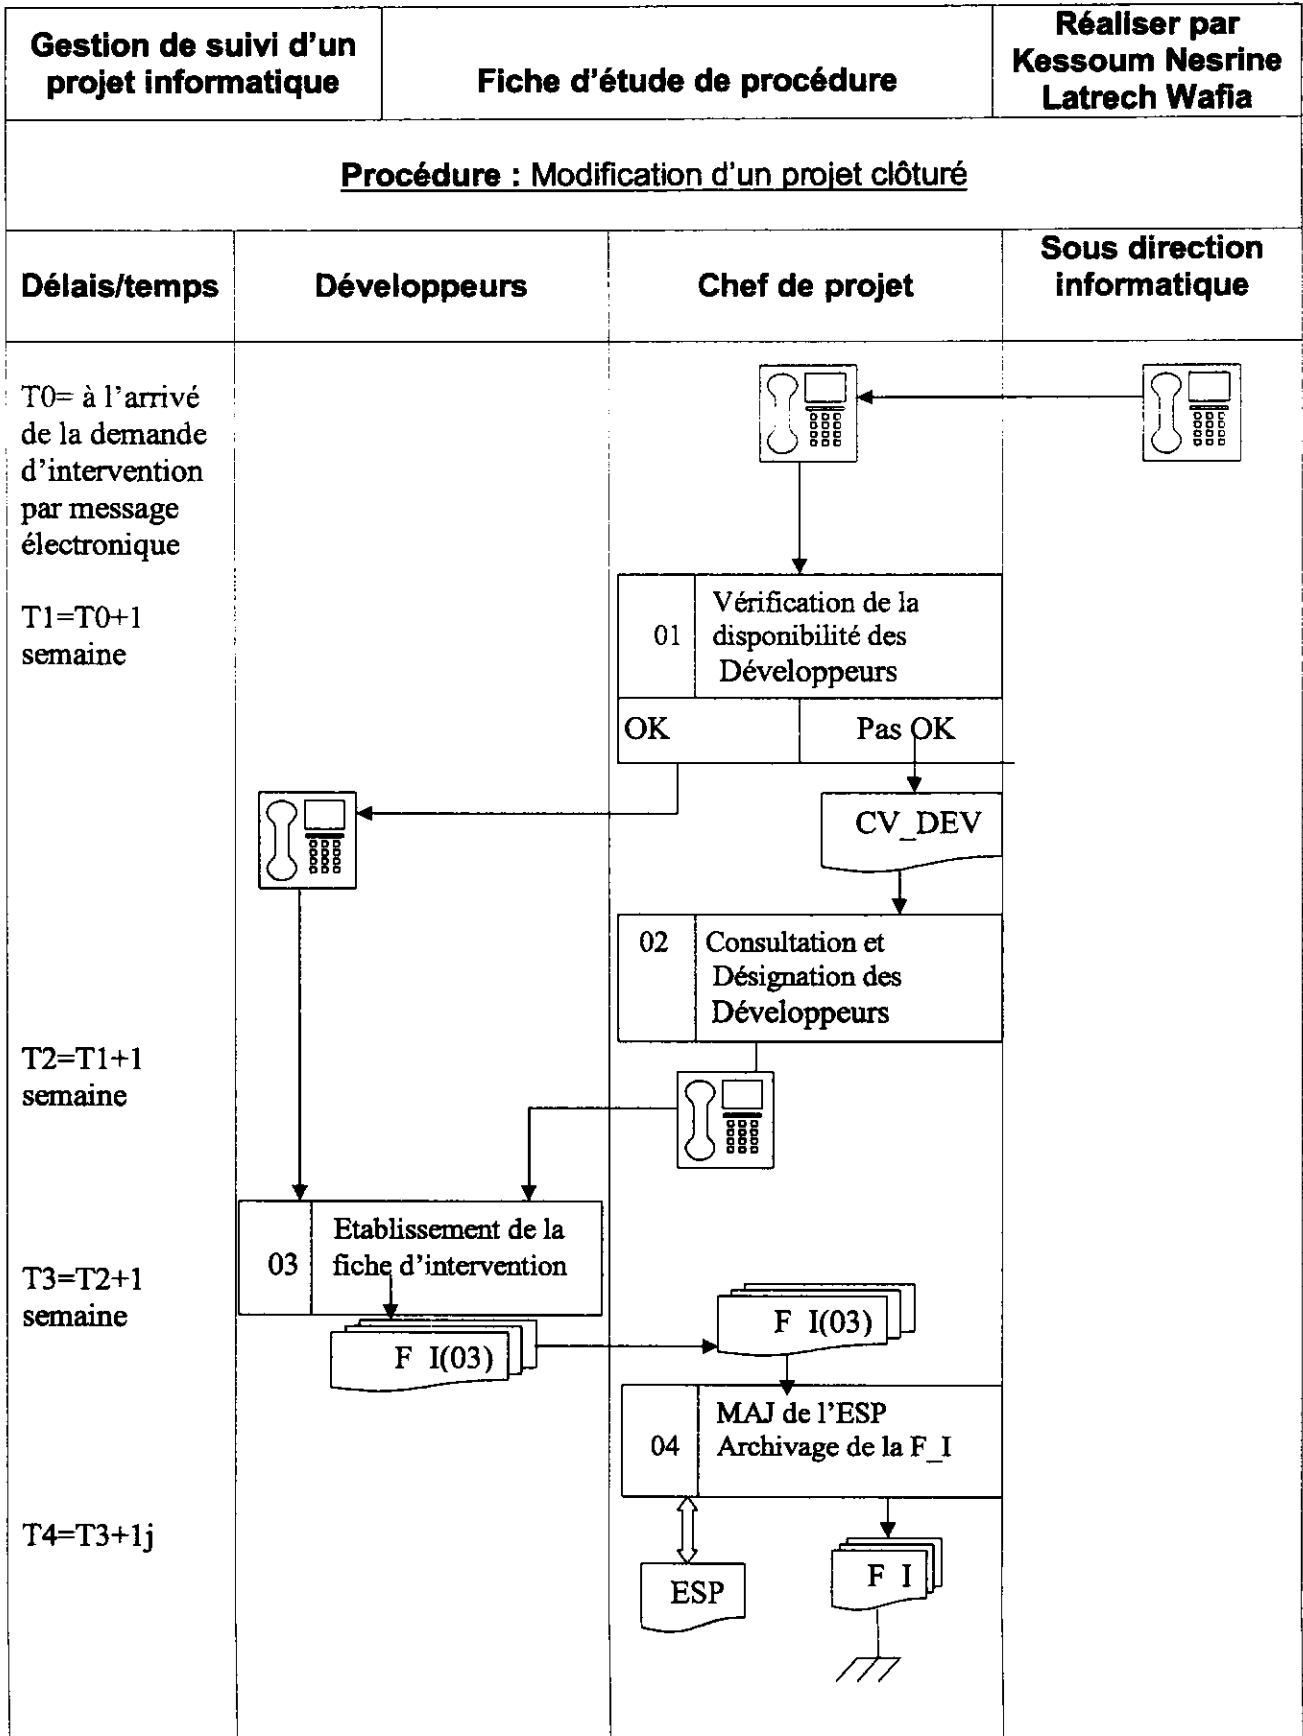 Gestion de suivi d'un
projet informatique
Fiche d'étude de procédure
Réaliser par
Kessoum Nesrine
Latrech Wafia
Procédure : Modification d'un projet clôturé
Délais/temps
Développeurs
Chef de projet
Sous direction
informatique
T0= à l'arrivé
de la demande
d'intervention
par message
électronique
T1=T0+1
semaine
01
Vérification de la
disponibilité des
Développeurs
OK
Pas OK
CV_DEV
02
Consultation et
Désignation des
Développeurs
T2=T1+1
semaine
03
Etablissement de la
fiche d'intervention
T3=T2+1
semaine
F I(03)
F I(03)
04
MAJ de l'ESP
Archivage de la F_I
T4=T3+1j
ESP
F I